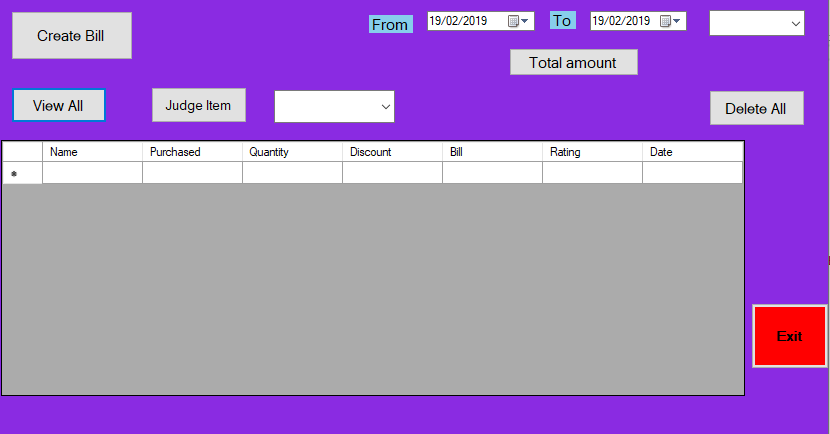 Create Bill
From 19/02/2019 To 19/02/2019
Total amount
View All Judge Item
Delete All
Name Purchased Quantity Discount Bill Rating Date
Exit